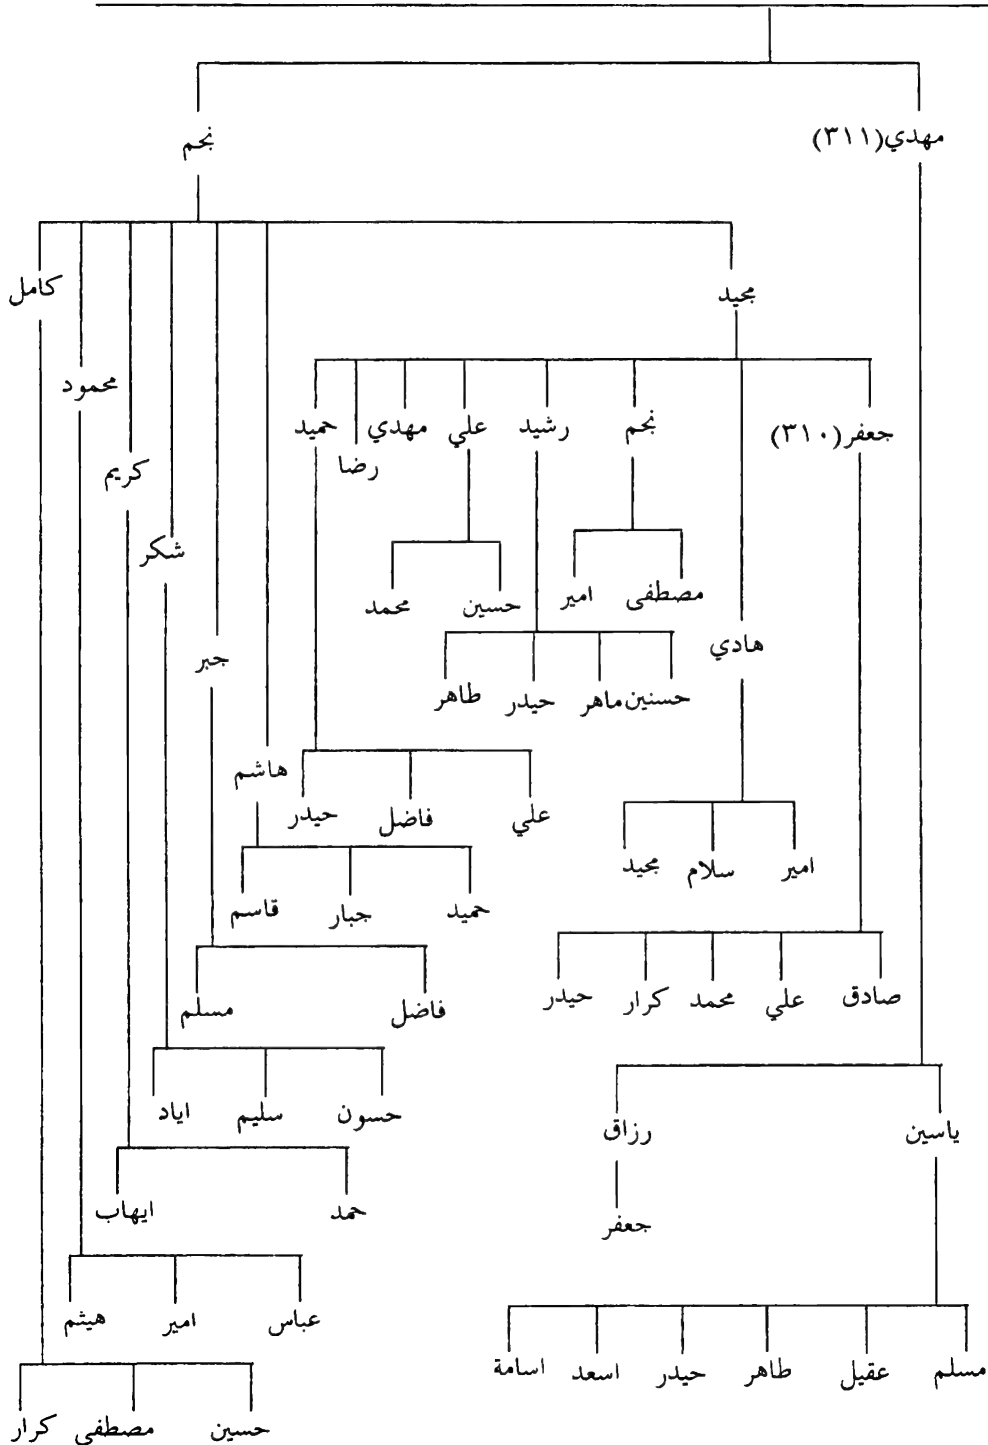 مهدي (٣١١) نجم
مجيد كامل
محمود
جعفر (٣١٠) نجم رشيد علي مهدي حميد
رضا كريم
شكر
مصطفى امير حسين محمد
هادي جبر
حسنين ماهر حيدر طاهر
هاشم
علي فاضل حيدر
امير سلام مجيد
حميد جبار قاسم
صادق علي محمد كرار حيدر
فاضل مسلم
حسون سليم اياد
ياسين رزاق
حمد ايهاب
جعفر
عباس امير هيثم
مسلم عقيل طاهر حيدر اسعد اسامة
حسين مصطفى كرار